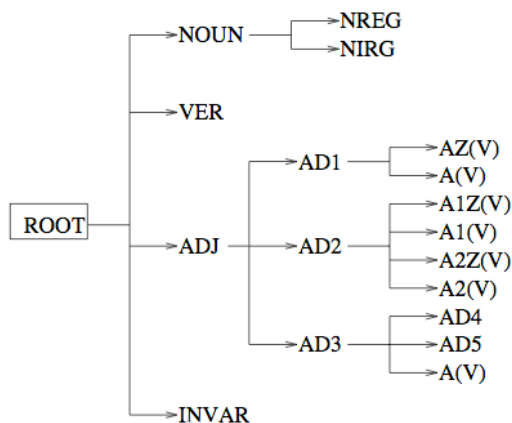 NREG
NOUN
NIRG
VER
AZ(V)
AD1
A(V)
A1Z(V)
A1(V)
ROOT
ADJ
AD2
A2Z(V)
A2(V)
AD4
AD3
AD5
A(V)
INVAR